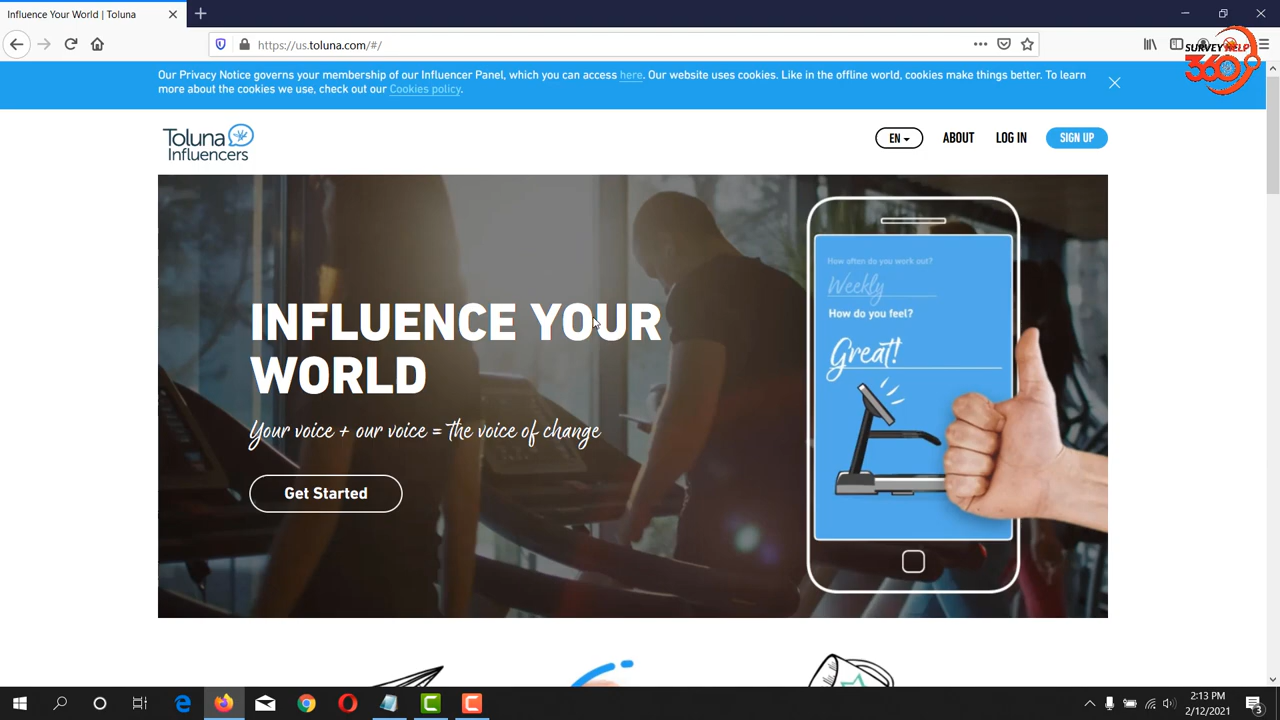 Influence Your World | Toluna
https://us.toluna.com/#/
SURVEY HELP
360°
Our Privacy Notice governs your membership of our Influencer Panel, which you can access here. Our website uses cookies. Like in the offline world, cookies make things better. To learn
more about the cookies we use, check out our Cookies policy.
Toluna
Influencers
EN
ABOUT
LOG IN
SIGN UP
How often do you work out?
Weekly
How do you feel?
Great!
INFLUENCE YOUR
WORLD
Your voice + our voice = the voice of change
Get Started
2:13 PM
2/12/2021
3